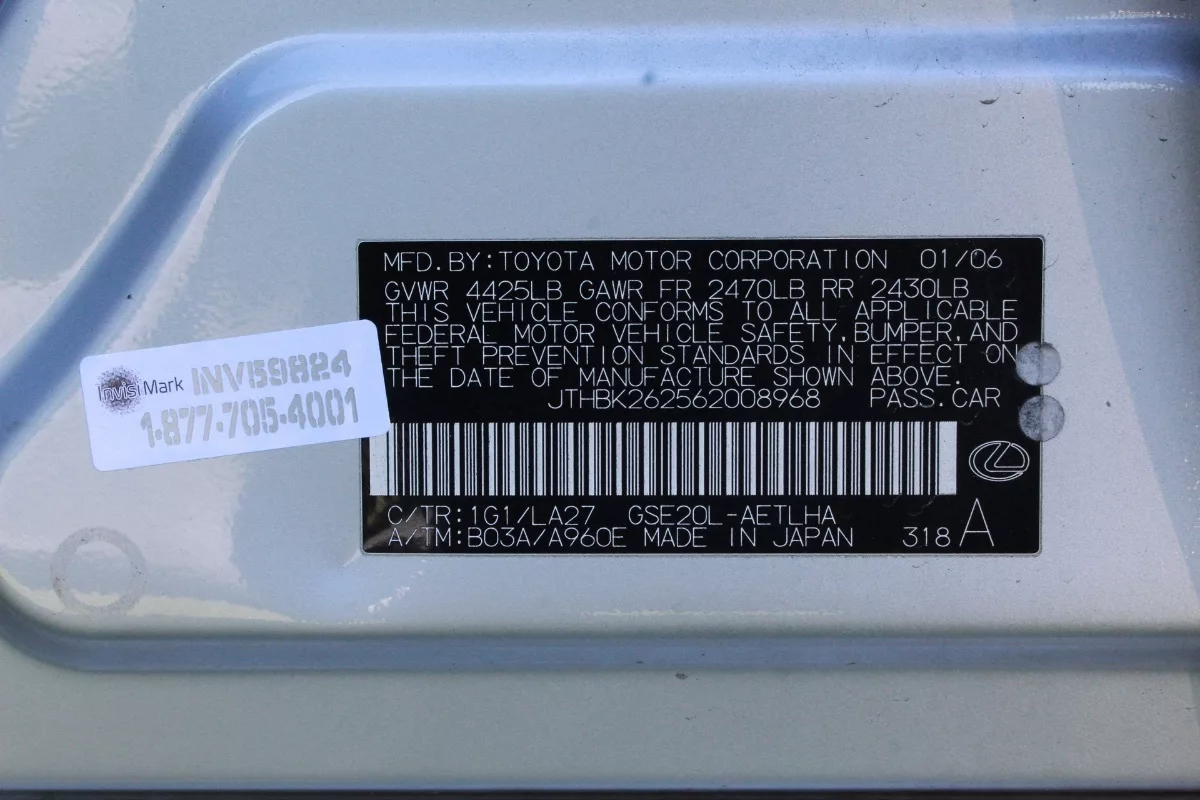 MFD.BY:TOYOTA MOTOR CORPORATION 01/06
GVWR 4425LB GAWR FR 2470LB RR 2430LB
THIS VEHICLE CONFORMS TO ALL APPLICABLE
FEDERAL MOTOR VEHICLE SAFETY,BUMPER,AND
THEFT PREVENTION STANDARDS IN EFFECT ON
THE DATE OF MANUFACTURE SHOWN ABOVE.
JTHBK262562008968 PASS.CAR
C/TR:1G1/LA27 GSE20L-AETLHA
A/TM:B03A/A960E MADE IN JAPAN 318 A
InvisiMark INV59824
1-877-705-4001